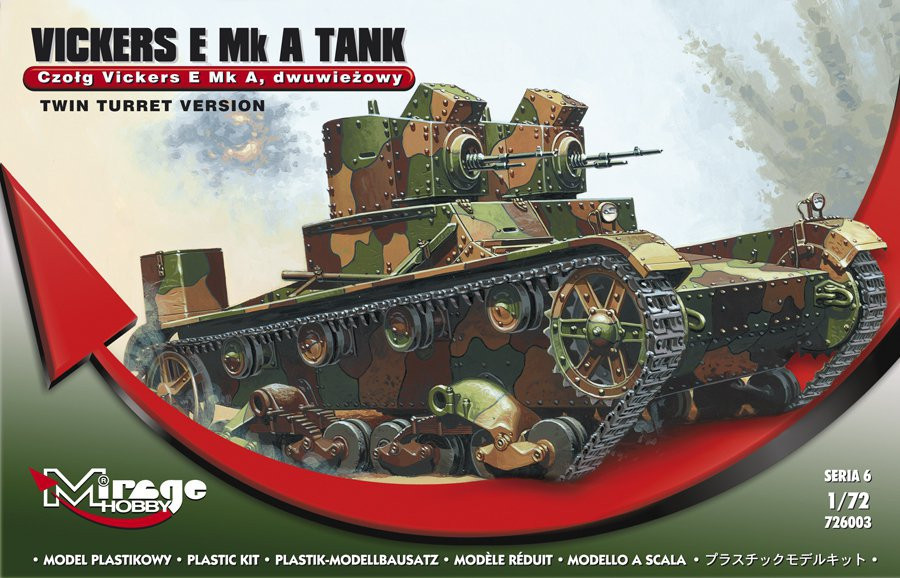 VICKERS E Mk A TANK
Czołg Vickers E Mk A, dwuwieżowy
TWIN TURRET VERSION
SERIA 6
1/72
726003
Mirage ®
HOBBY
• MODEL PLASTIKOWY • PLASTIC KIT • PLASTIK-MODELLBAUSATZ • MODÈLE RÉDUIT • MODELLO A SCALA • プラスチックモデルキット •